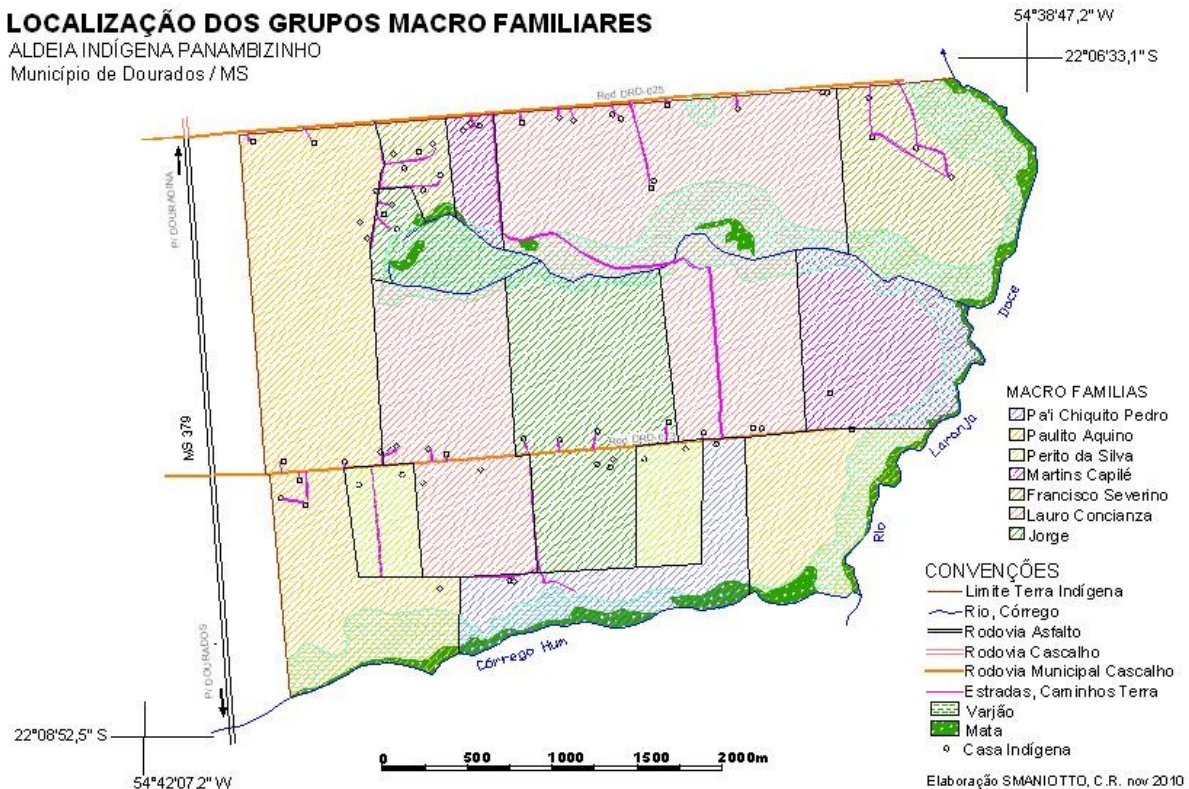 LOCALIZAÇÃO DOS GRUPOS MACRO FAMILIARES
ALDEIA INDÍGENA PANAMBIZINHO
Município de Dourados / MS
54°38'47,2" W
22°06'33,1" S
Rod DRD-025
P/ DOURADINA
MS 379
Doce
Laranja
Rio
Rod DRD-
Córrego Hum
P/ DOURADOS
MACRO FAMILIAS
Pa'i Chiquito Pedro
Paulito Aquino
Perito da Silva
Martins Capilé
Francisco Severino
Lauro Concianza
Jorge
CONVENÇÕES
Limite Terra Indígena
Rio, Córrego
Rodovia Asfalto
Rodovia Cascalho
Rodovia Municipal Cascalho
Estradas, Caminhos Terra
Varjão
Mata
Casa Indígena
22°08'52,5" S
54°42'07,2" W
0 500 1000 1500 2000m
Elaboração SMANIOTTO, C.R. nov 2010